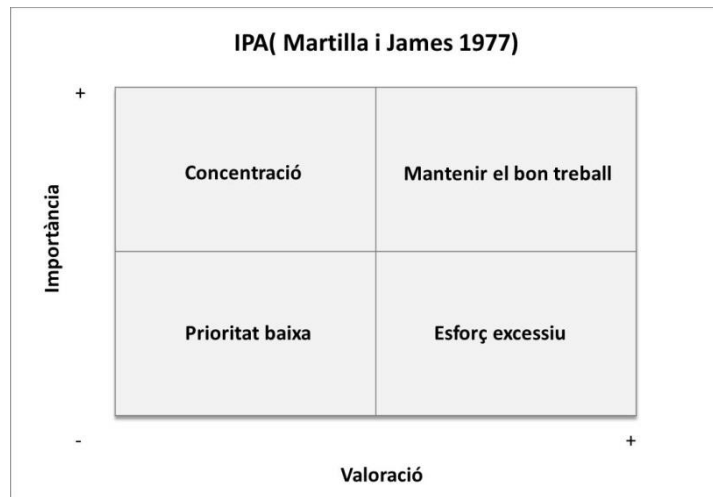 IPA( Martilla i James 1977)
+
Concentració
Mantenir el bon treball
Importància
Prioritat baixa
Esforç excessiu
-
+
Valoració